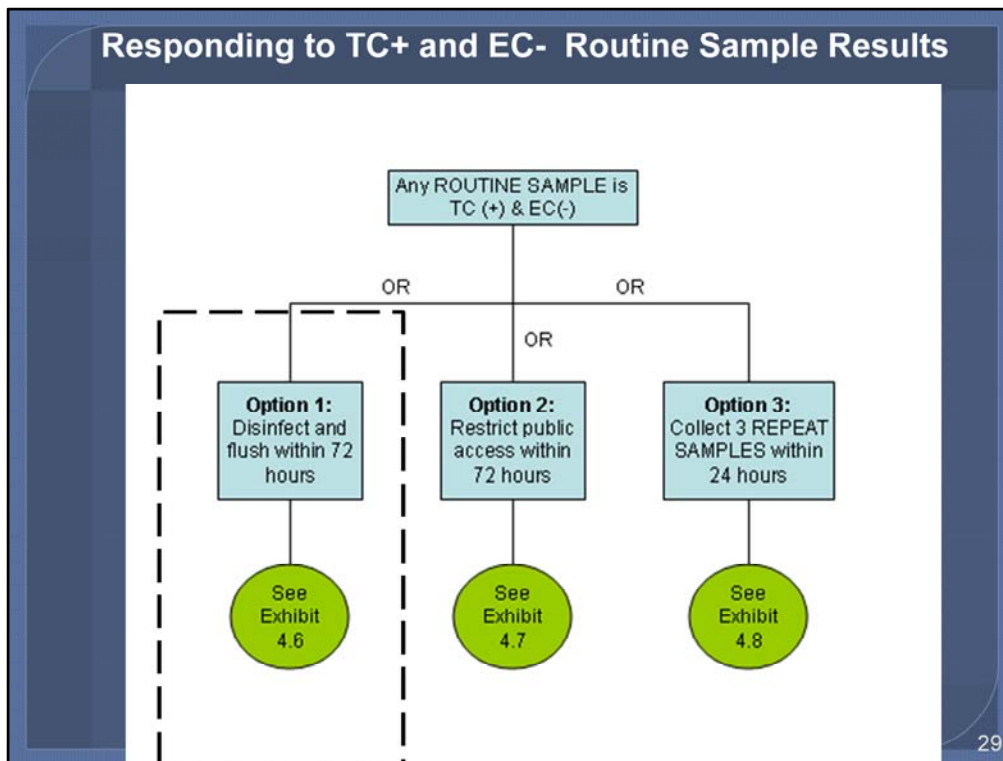 Responding to TC+ and EC-  Routine Sample Results
Any ROUTINE SAMPLE is
TC (+) & EC(-)
OR
OR
OR
Option 1:
Disinfect and
flush within 72
hours
Option 2:
Restrict public
access within
72 hours
Option 3:
Collect 3 REPEAT
SAMPLES within
24 hours
See
Exhibit
4.6
See
Exhibit
4.7
See
Exhibit
4.8
29